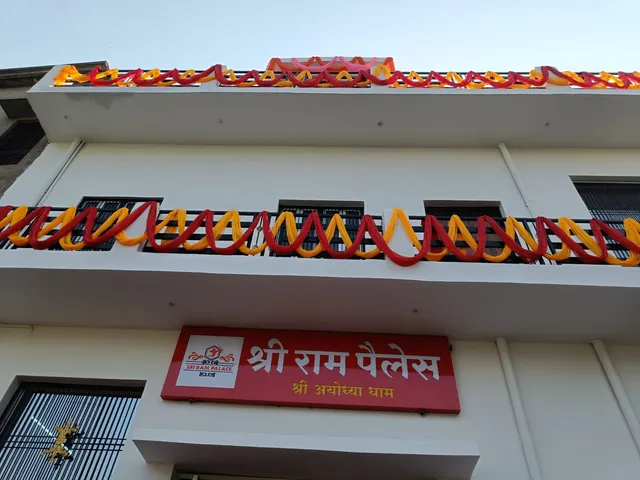 SRI RAM PALACE
श्री राम पैलेस
श्री अयोध्या धाम